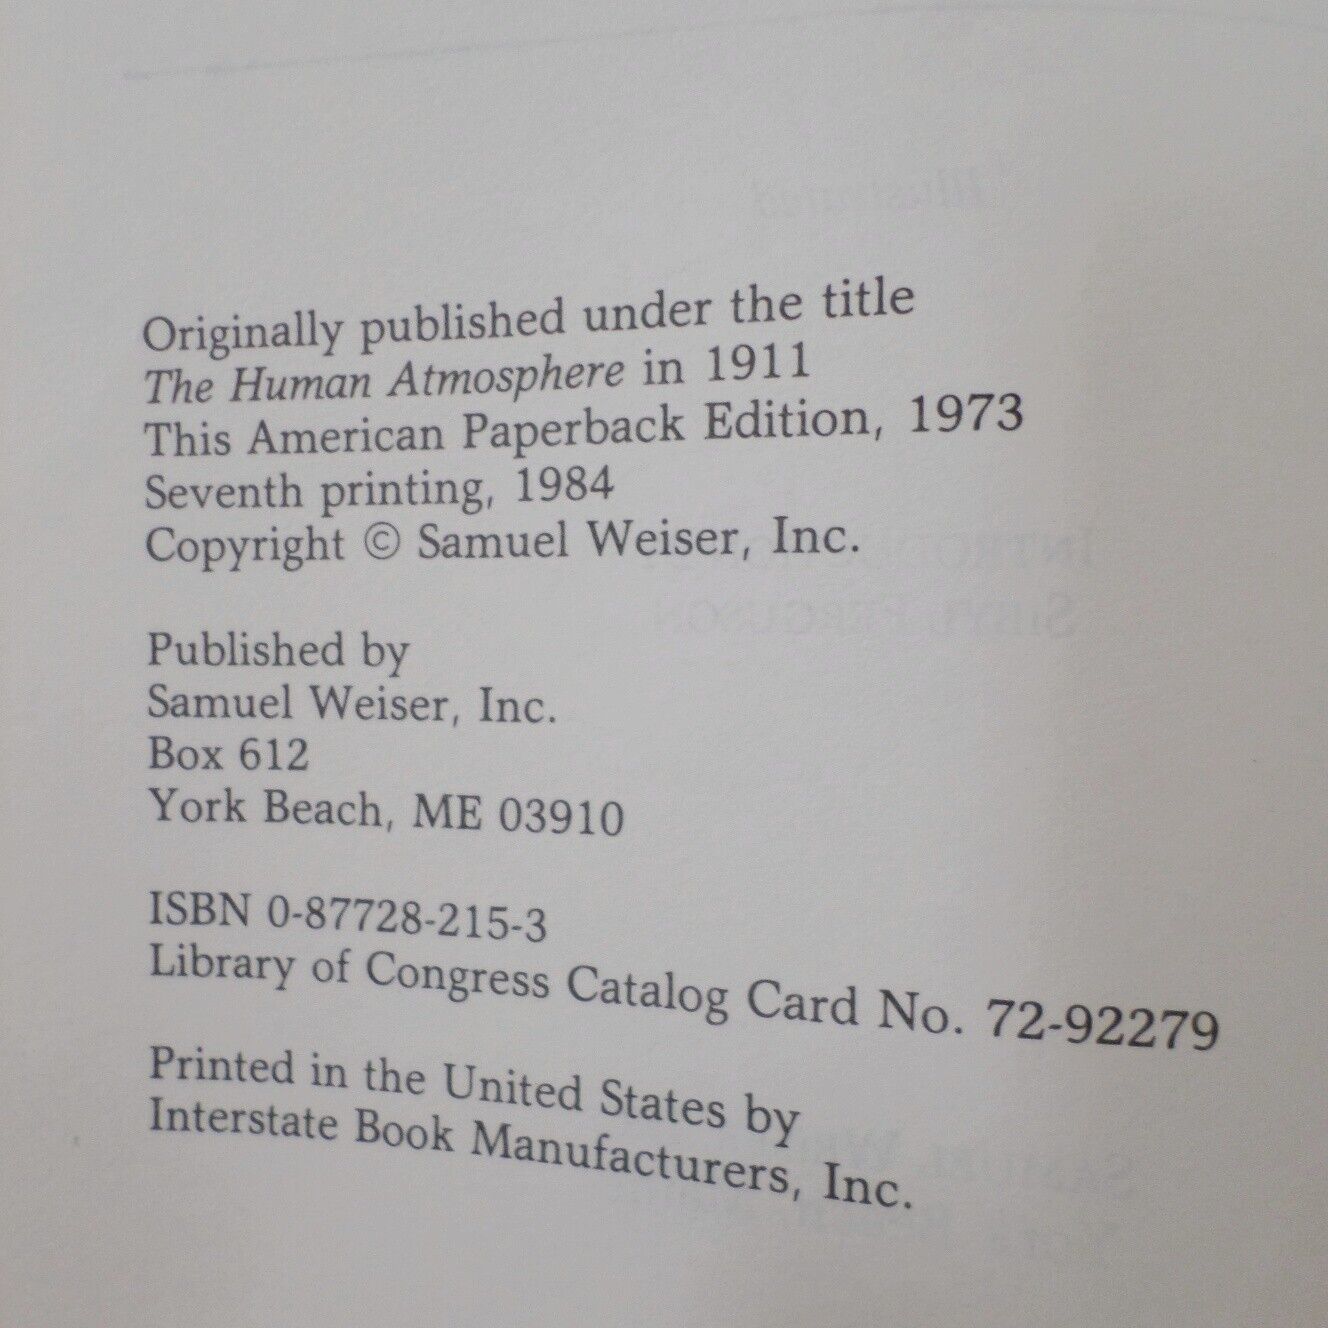 Originally published under the title
The Human Atmosphere in 1911
This American Paperback Edition, 1973
Seventh printing, 1984
Copyright © Samuel Weiser, Inc.
Published by
Samuel Weiser, Inc.
Box 612
York Beach, ME 03910
ISBN 0-87728-215-3
Library of Congress Catalog Card No. 72-92279
Printed in the United States by
Interstate Book Manufacturers, Inc.